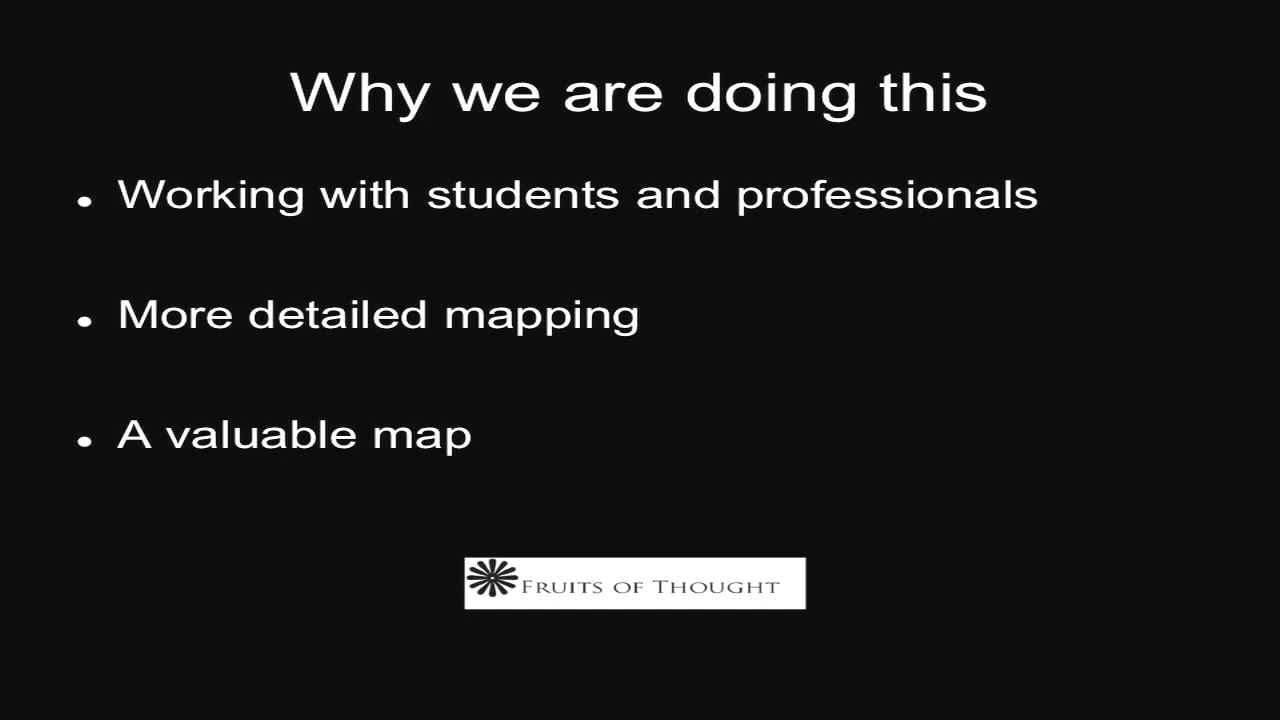 Why we are doing this
• Working with students and professionals
• More detailed mapping
• A valuable map
FRUITS OF THOUGHT